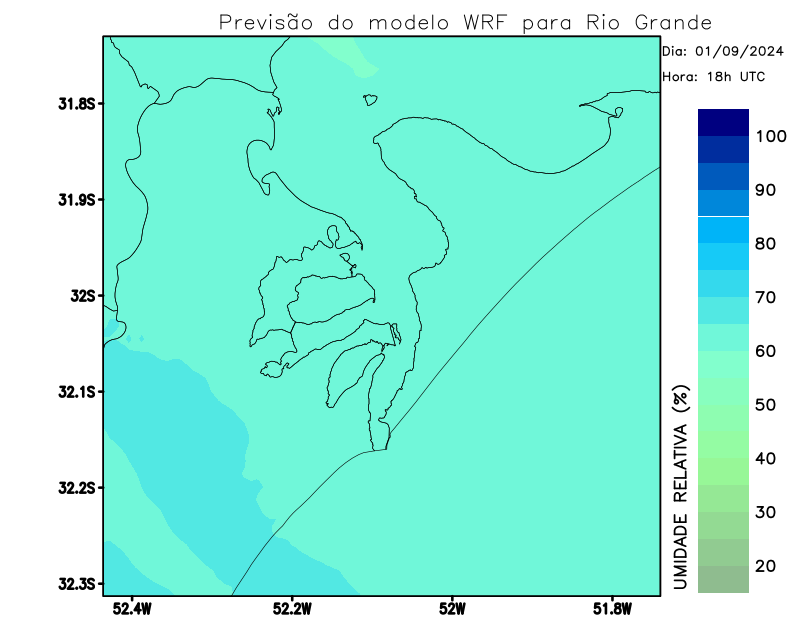 Previsão do modelo WRF para Rio Grande
Dia: 01/09/2024
Hora: 18h UTC
31.8S
31.9S
32S
32.1S
32.2S
32.3S
52.4W
52.2W
52W
51.8W
100
90
80
70
60
50
40
30
20
UMIDADE RELATIVA (%)